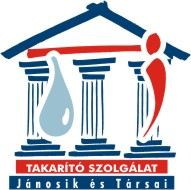 TAKARÍTÓ SZOLGÁLAT
Jánosik és Társai